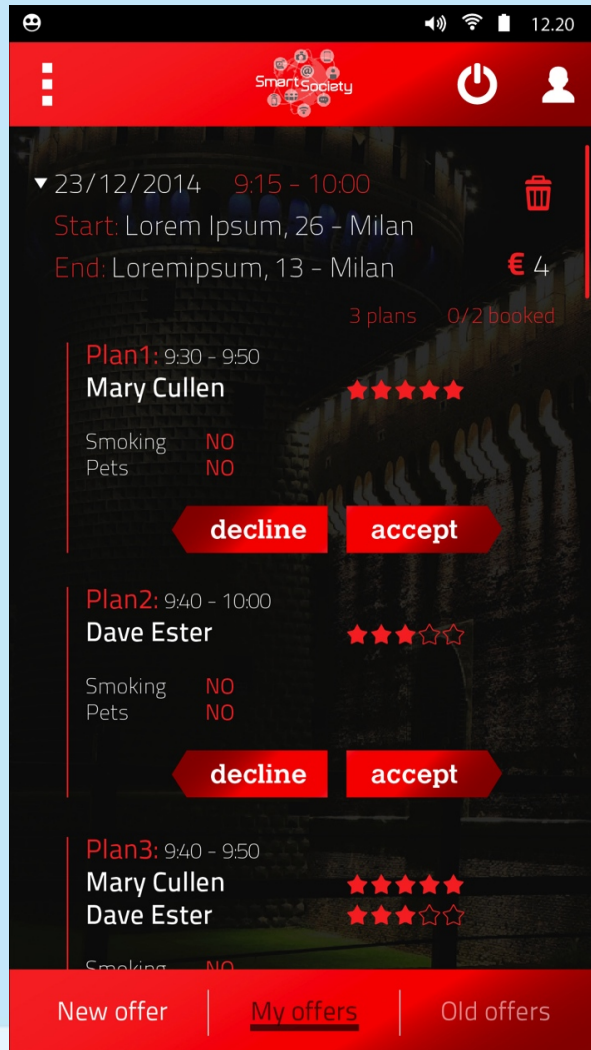 12.20
Smart Society
23/12/2014 9:15 - 10:00
Start: Lorem Ipsum, 26 - Milan
End: Loremipsum, 13 - Milan
€ 4
3 plans 0/2 booked
Plan1: 9:30 - 9:50
Mary Cullen
Smoking NO
Pets NO
decline accept
Plan2: 9:40 - 10:00
Dave Ester
Smoking NO
Pets NO
decline accept
Plan3: 9:40 - 9:50
Mary Cullen
Dave Ester
Smoking NO
New offer My offers Old offers